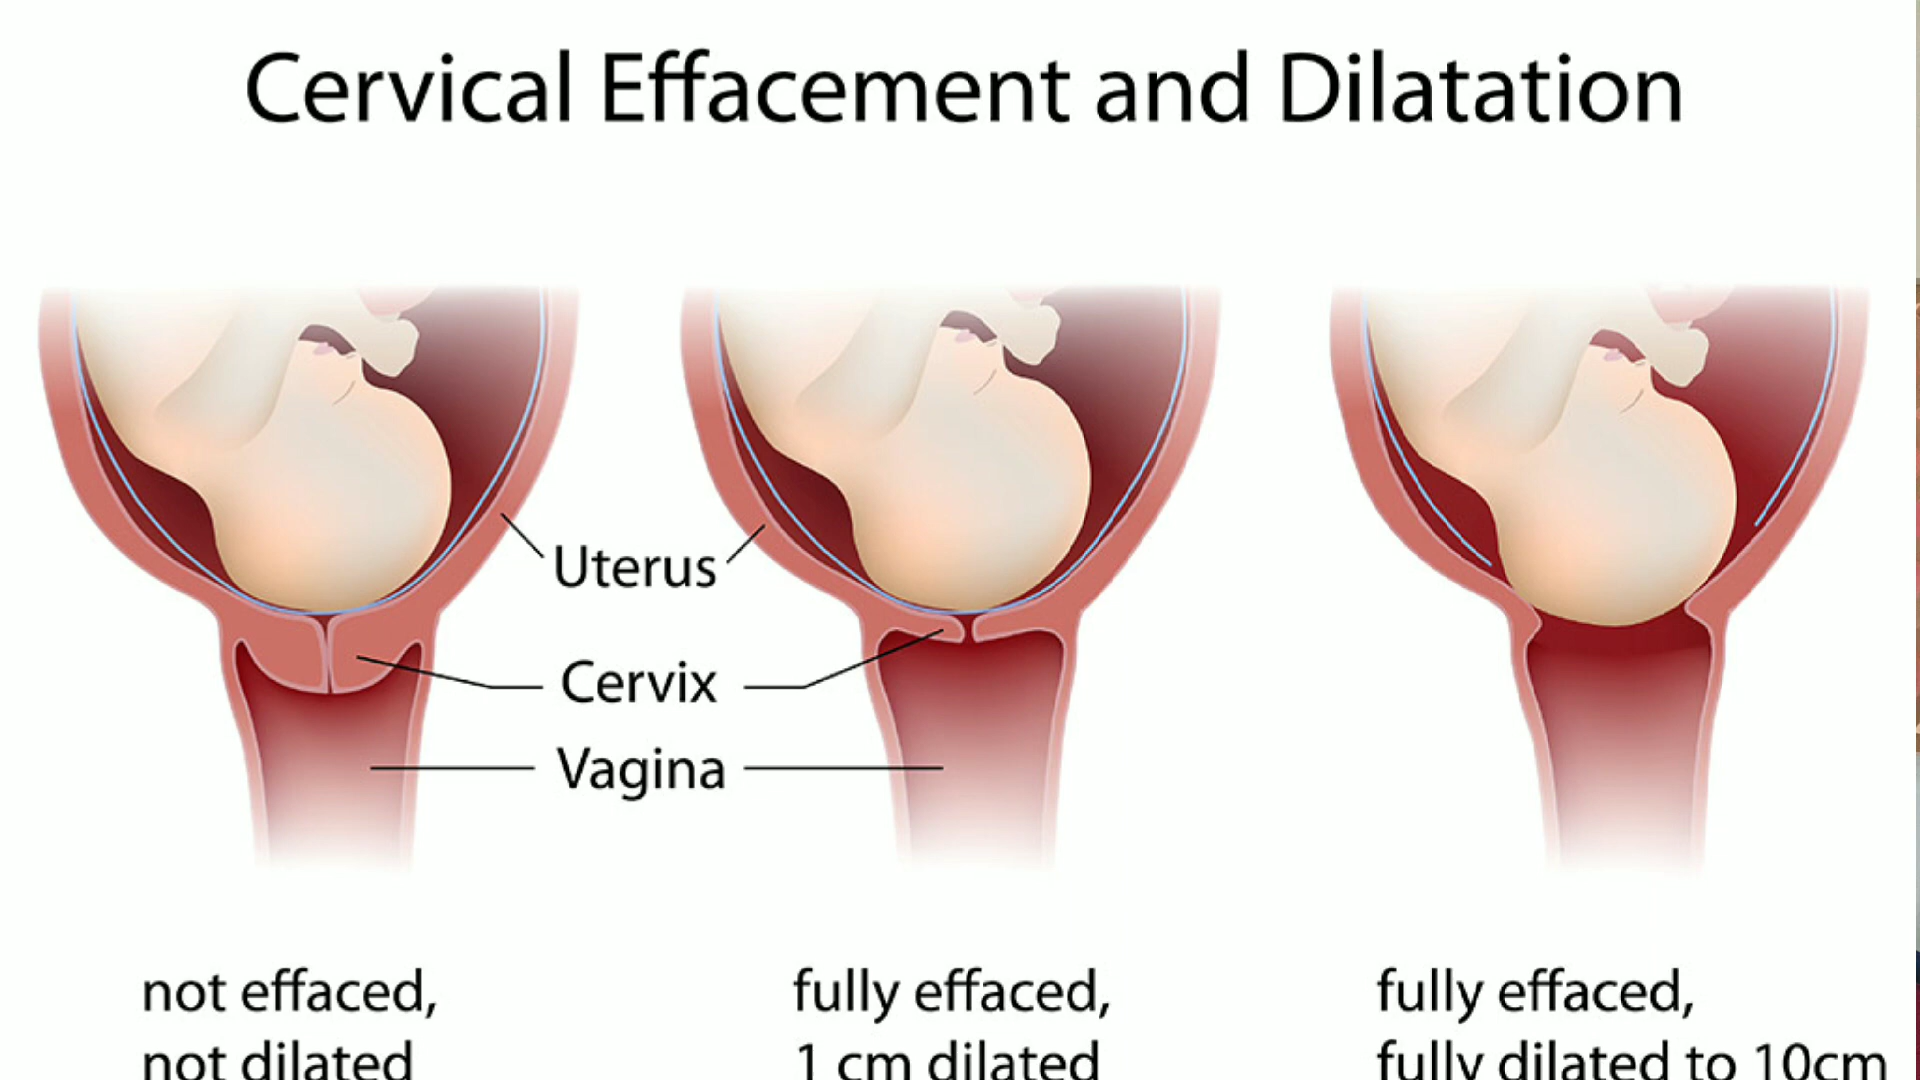 Cervical Effacement and Dilatation
Uterus
Cervix
Vagina
not effaced,
not dilated
fully effaced,
1 cm dilated
fully effaced,
fully dilated to 10cm